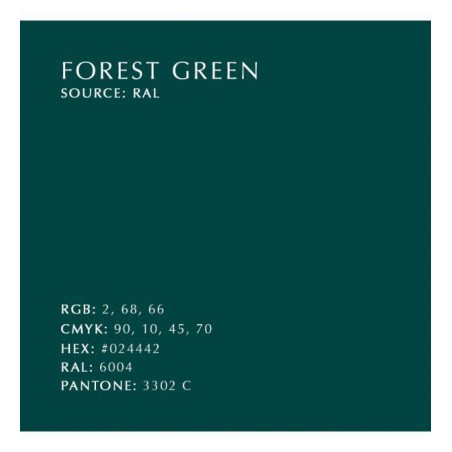 FOREST GREEN
SOURCE: RAL
RGB: 2, 68, 66
CMYK: 90, 10, 45, 70
HEX: #024442
RAL: 6004
PANTONE: 3302 C